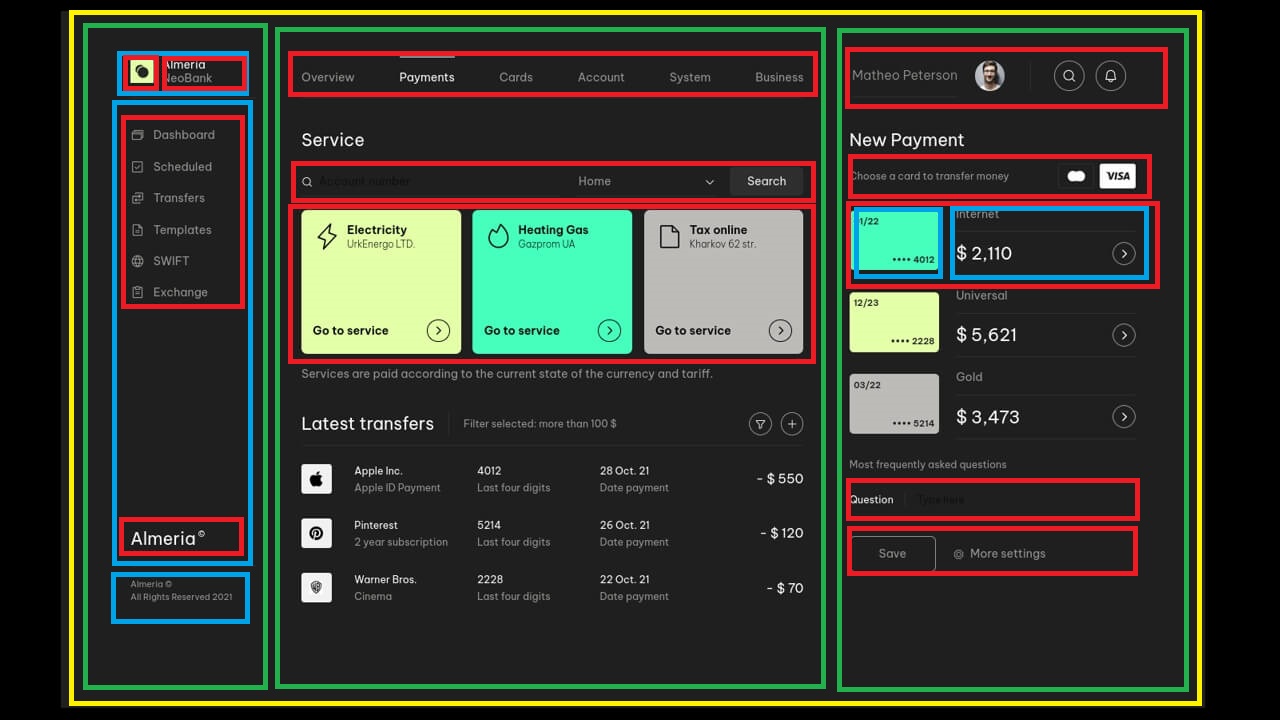 Almeria
NeoBank
Dashboard
Scheduled
Transfers
Templates
SWIFT
Exchange
Almeria ©
Almeria ©
All Rights Reserved 2021
Overview Payments Cards Account System Business
Service
Account number Home Search
Electricity
UrkEnergo LTD.
Go to service
Heating Gas
Gazprom UA
Go to service
Tax online
Kharkov 62 str.
Go to service
Services are paid according to the current state of the currency and tariff.
Latest transfers Filter selected: more than 100 $
Apple Inc. 4012 28 Oct. 21
Apple ID Payment Last four digits Date payment
- $ 550
Pinterest 5214 26 Oct. 21
2 year subscription Last four digits Date payment
- $ 120
Warner Bros. 2228 22 Oct. 21
Cinema Last four digits Date payment
- $ 70
Matheo Peterson
New Payment
Choose a card to transfer money VISA
01/22
•••• 4012
Internet
$ 2,110
12/23
•••• 2228
Universal
$ 5,621
03/22
•••• 5214
Gold
$ 3,473
Most frequently asked questions
Question Type here
Save More settings